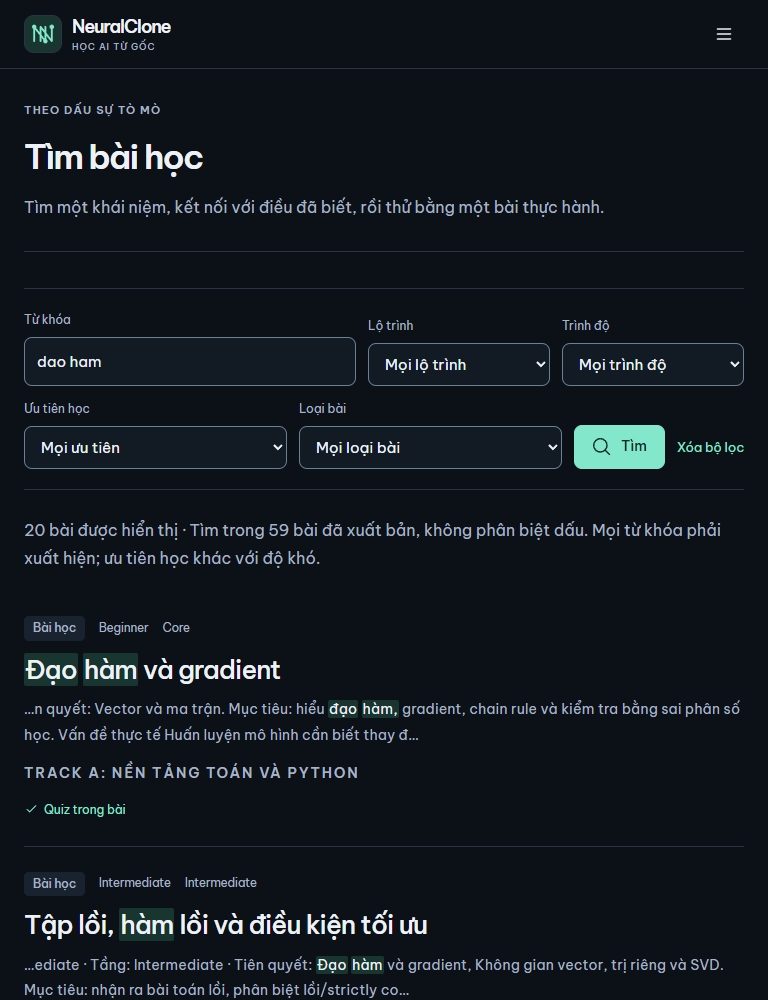 NeuralClone
HỌC AI TỪ GỐC
THEO DẤU SỰ TÒ MÒ
Tìm bài học
Tìm một khái niệm, kết nối với điều đã biết, rồi thử bằng một bài thực hành.
Từ khóa
Lộ trình
Trình độ
dao ham
Mọi lộ trình
Mọi trình độ
Ưu tiên học
Loại bài
Mọi ưu tiên
Mọi loại bài
Tìm
Xóa bộ lọc
20 bài được hiển thị · Tìm trong 59 bài đã xuất bản, không phân biệt dấu. Mọi từ khóa phải
xuất hiện; ưu tiên học khác với độ khó.
Bài học Beginner Core
Đạo hàm và gradient
…n quyết: Vector và ma trận. Mục tiêu: hiểu đạo hàm, gradient, chain rule và kiểm tra bằng sai phân số
học. Vấn đề thực tế Huấn luyện mô hình cần biết thay đ…
TRACK A: NỀN TẢNG TOÁN VÀ PYTHON
Quiz trong bài
Bài học Intermediate Intermediate
Tập lồi, hàm lồi và điều kiện tối ưu
…ediate · Tầng: Intermediate · Tiên quyết: Đạo hàm và gradient, Không gian vector, trị riêng và SVD.
Mục tiêu: nhận ra bài toán lồi, phân biệt lồi/strictly co…